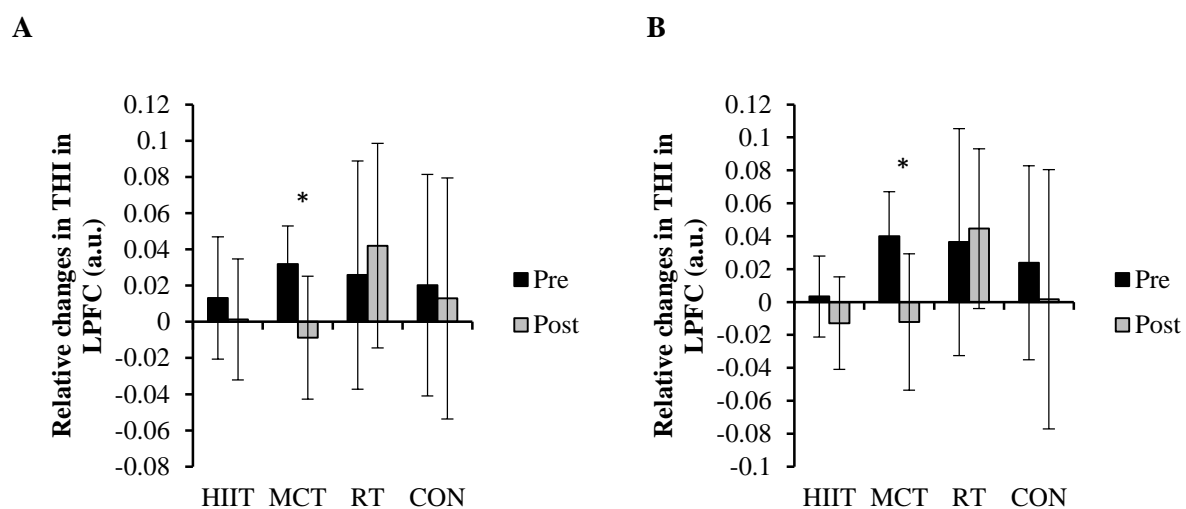 A
Relative changes in THI in
LPFC (a.u.)
0.12
0.1
0.08
0.06
0.04
0.02
0
-0.02
-0.04
-0.06
-0.08
*
HIIT MCT RT CON
Pre
Post
B
Relative changes in THI in
LPFC (a.u.)
0.12
0.1
0.08
0.06
0.04
0.02
0
-0.02
-0.04
-0.06
-0.08
-0.1
*
HIIT MCT RT CON
Pre
Post